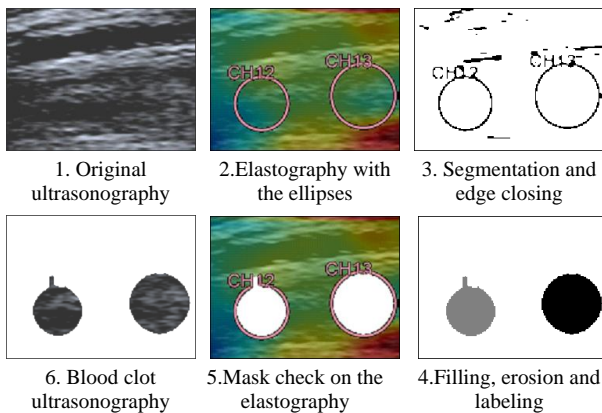 CH12
CH13
CH12
CH13
1. Original
ultrasonography
2.Elastography with
the ellipses
3. Segmentation and
edge closing
CH12
CH13
6. Blood clot
ultrasonography
5.Mask check on the
elastography
4.Filling, erosion and
labeling